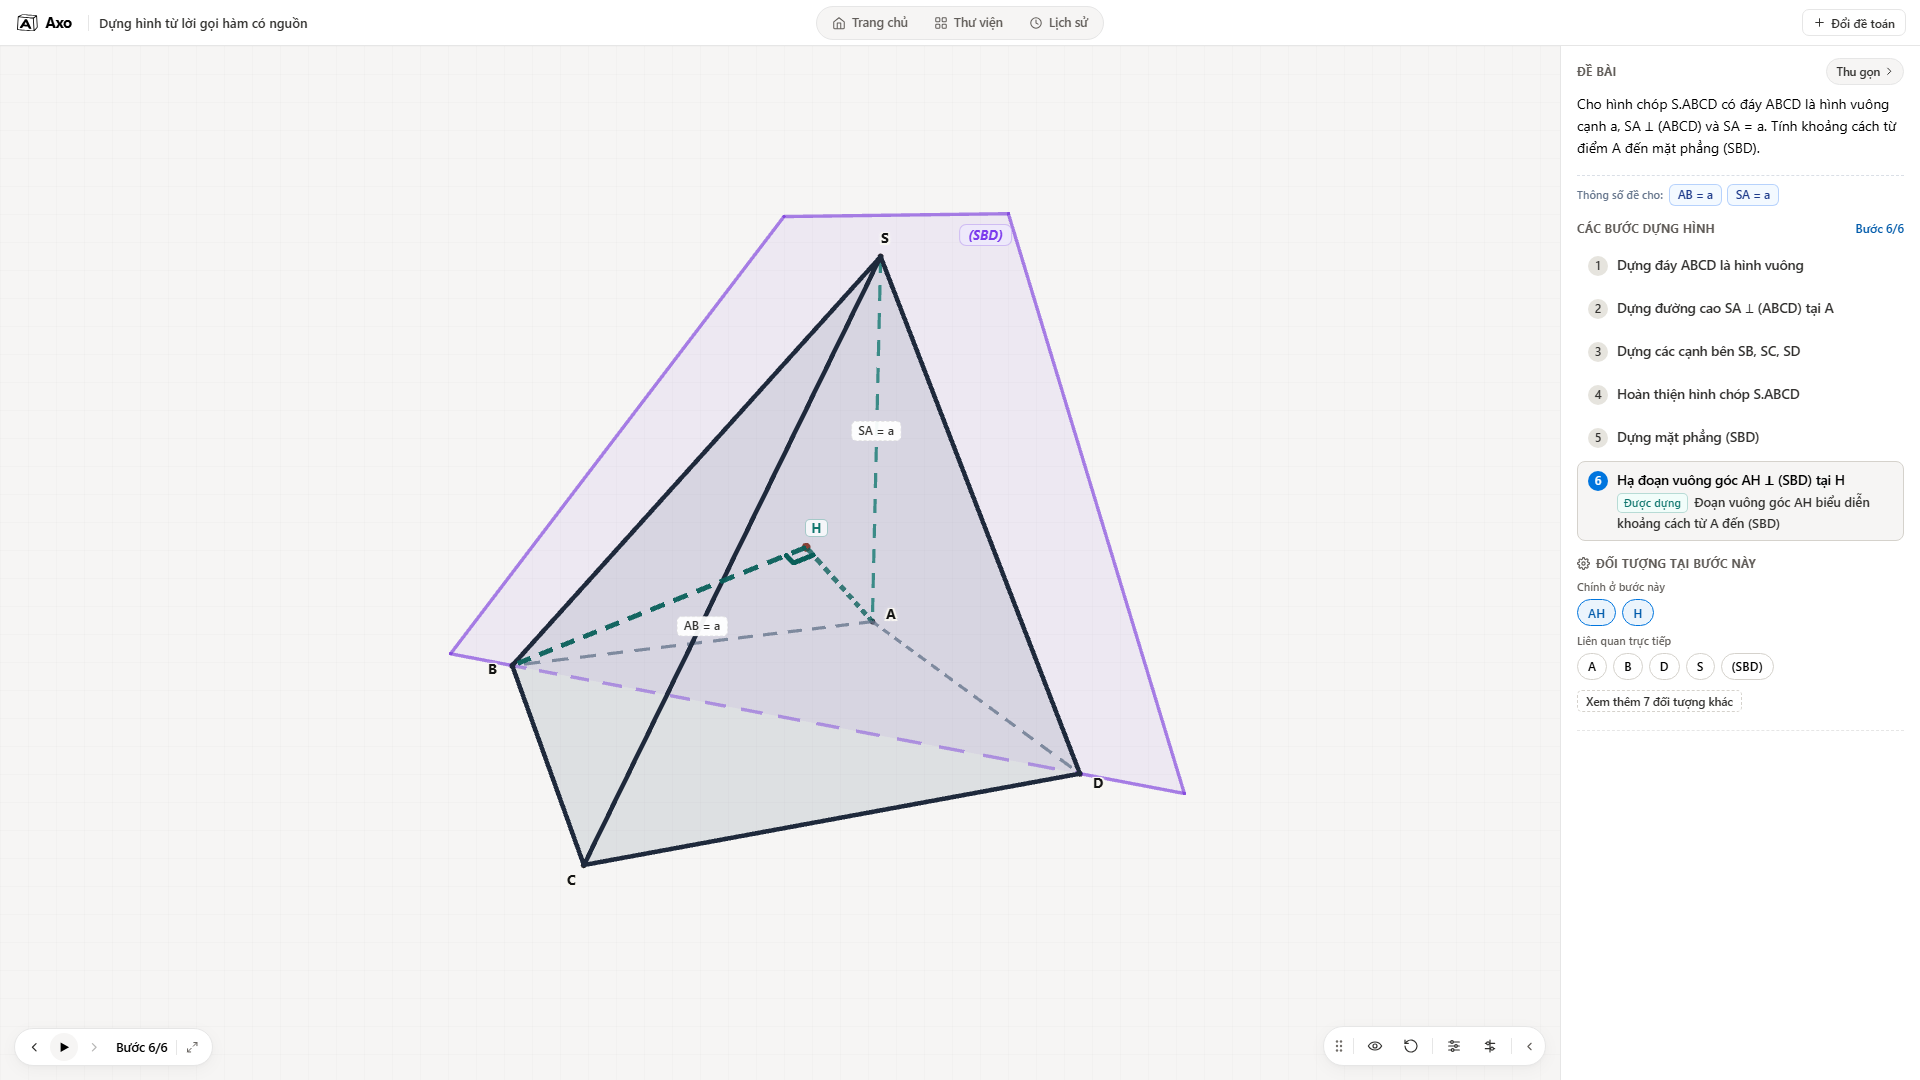 Axo
Dựng hình từ lời gọi hàm có nguồn
Trang chủ
Thư viện
Lịch sử
Đổi đề toán
S
(SBD)
SA = a
H
AB = a
A
B
D
C
Bước 6/6
ĐỀ BÀI
Thu gọn
Cho hình chóp S.ABCD có đáy ABCD là hình vuông
cạnh a, SA ⊥ (ABCD) và SA = a. Tính khoảng cách từ
điểm A đến mặt phẳng (SBD).
Thông số đề cho: AB = a SA = a
CÁC BƯỚC DỰNG HÌNH
Bước 6/6
1 Dựng đáy ABCD là hình vuông
2 Dựng đường cao SA ⊥ (ABCD) tại A
3 Dựng các cạnh bên SB, SC, SD
4 Hoàn thiện hình chóp S.ABCD
5 Dựng mặt phẳng (SBD)
6 Hạ đoạn vuông góc AH ⊥ (SBD) tại H
Được dựng Đoạn vuông góc AH biểu diễn
khoảng cách từ A đến (SBD)
ĐỐI TƯỢNG TẠI BƯỚC NÀY
Chính ở bước này
AH H
Liên quan trực tiếp
A B D S (SBD)
Xem thêm 7 đối tượng khác